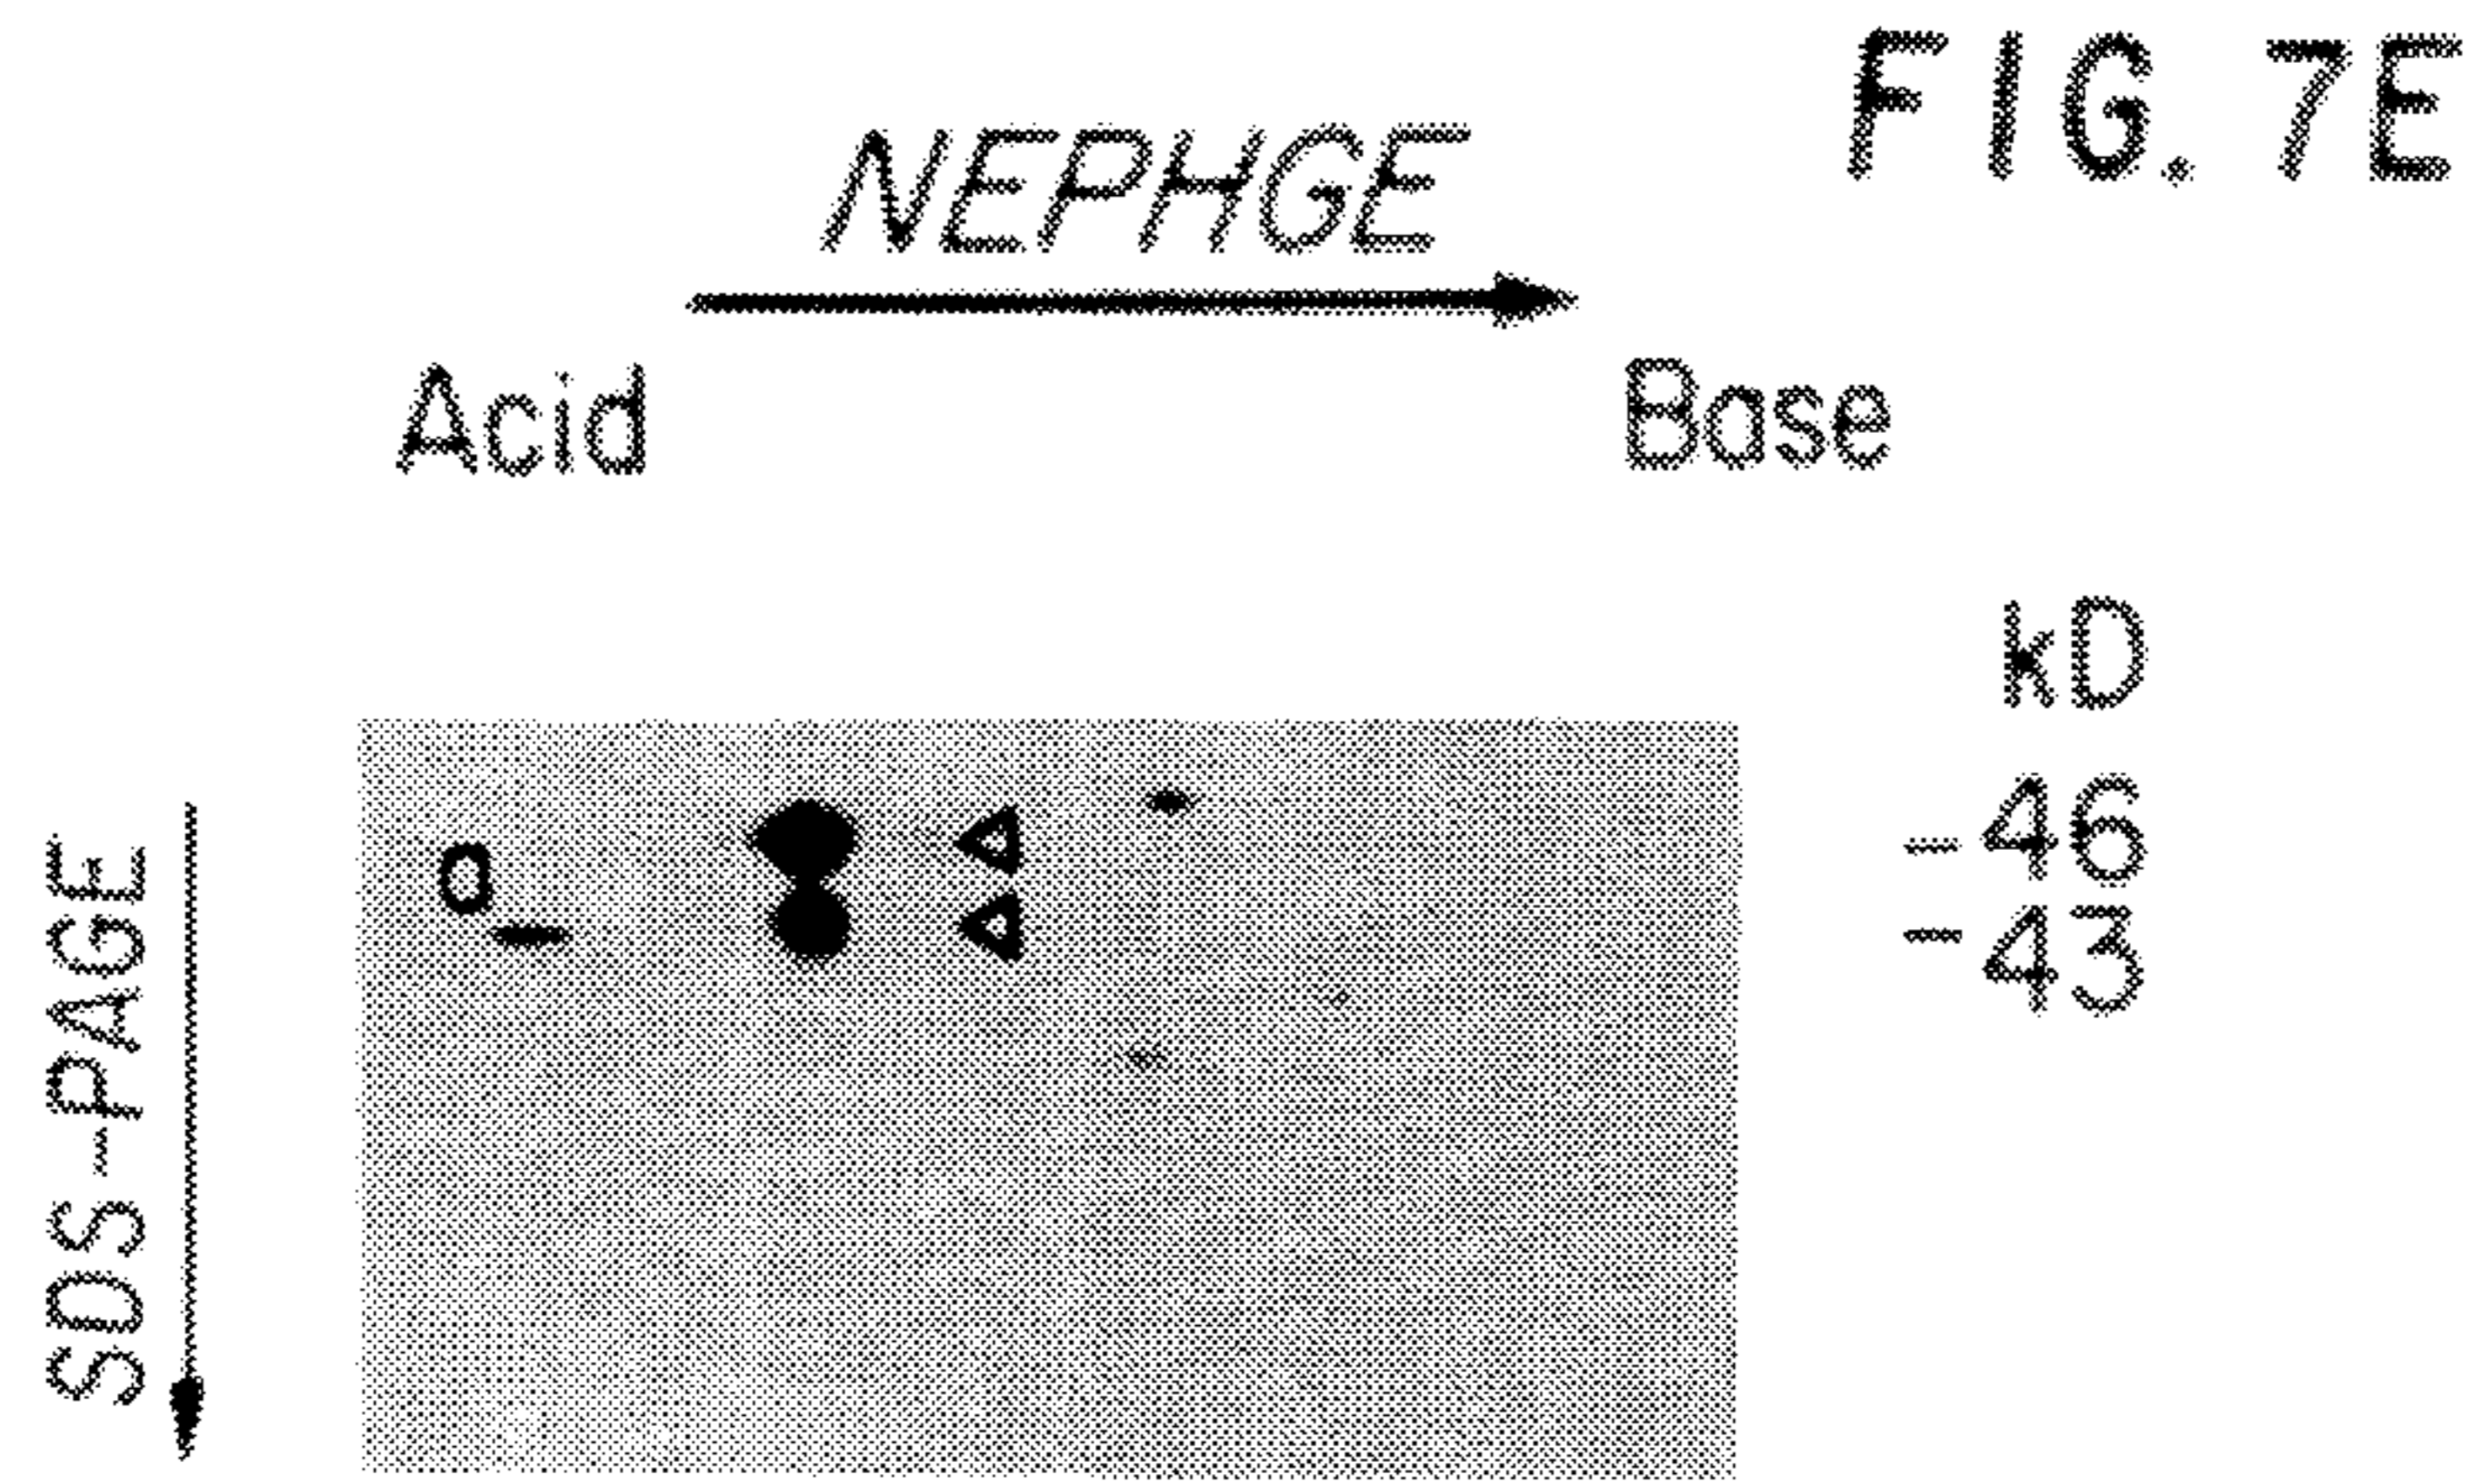 FIG. 7E
NEPHGE
Acid Base
kD
-46
-43
a
SDS-PAGE